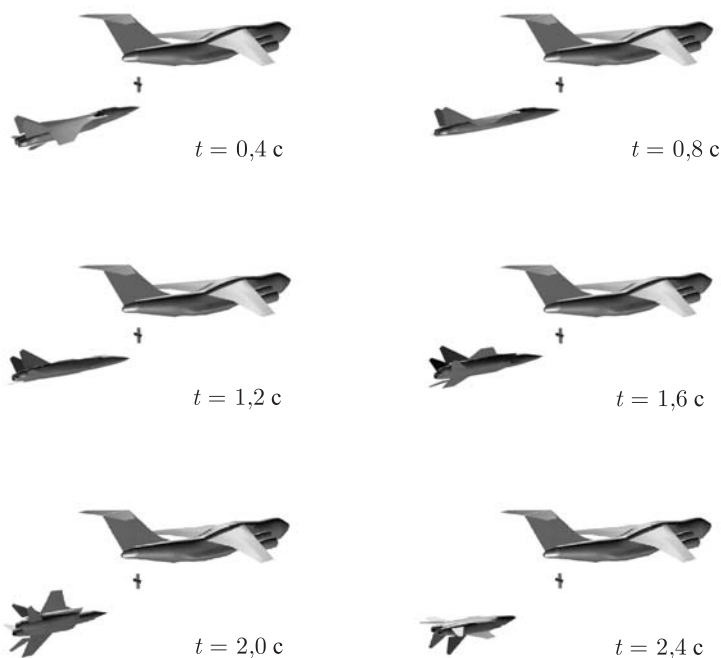 t = 0,4 с
t = 0,8 с
t = 1,2 с
t = 1,6 с
t = 2,0 с
t = 2,4 с